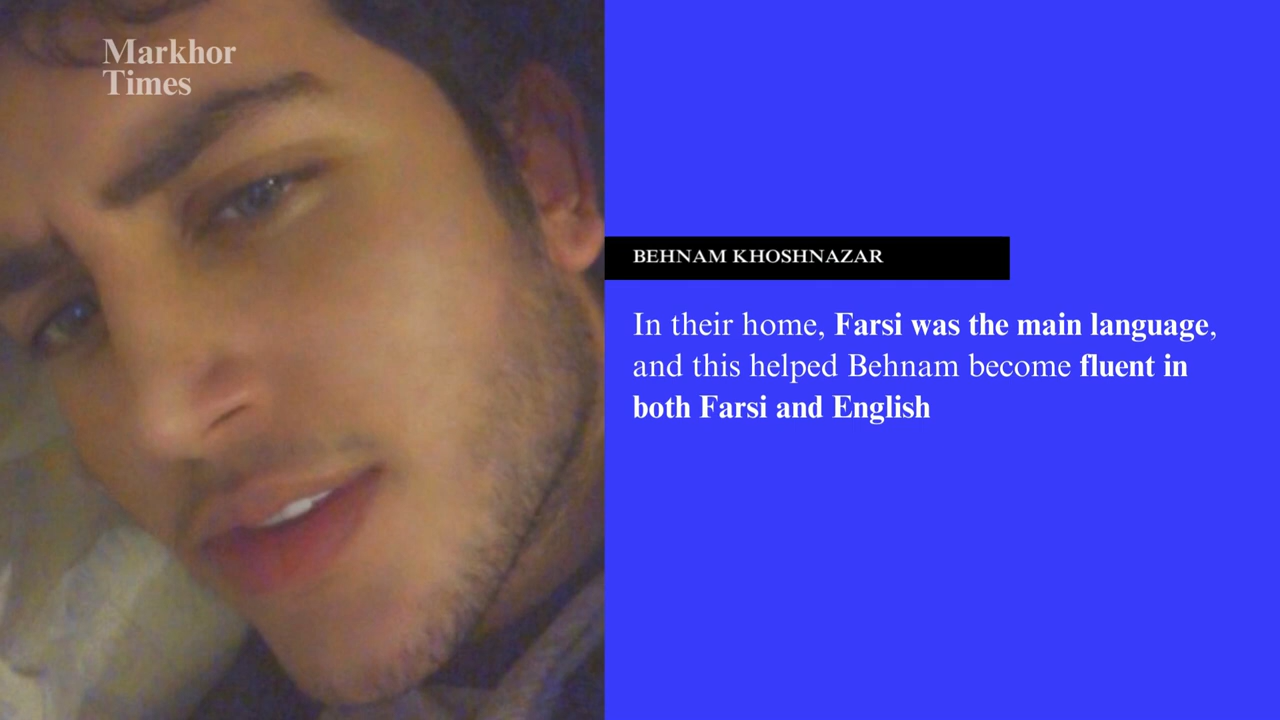 Markhor
Times
BEHNAM KHOSHNAZAR
In their home, Farsi was the main language,
and this helped Behnam become fluent in
both Farsi and English